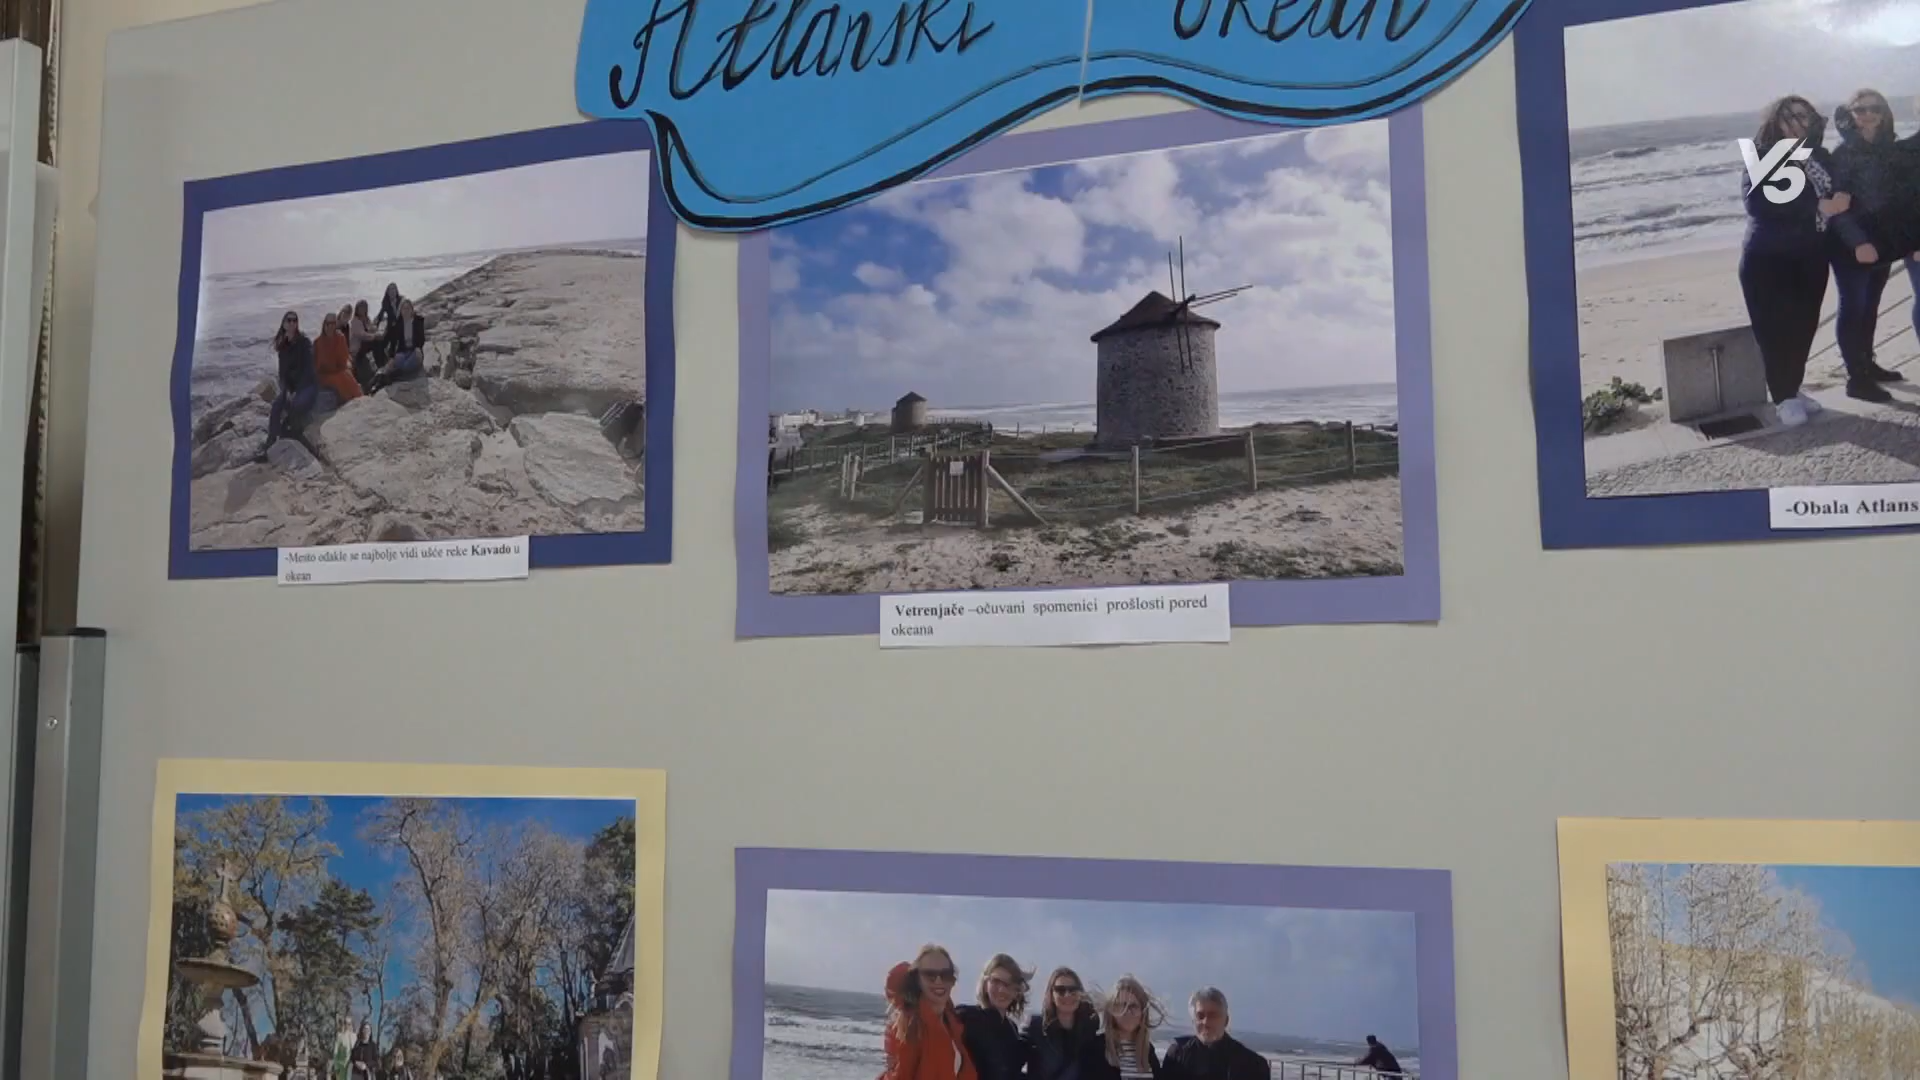 Atlanski okean
V5
-Mesto odakle se najbolje vidi ušće reke Kavado u
okean
Vetrenjače –očuvani spomenici prošlosti pored
okeana
-Obala Atlans